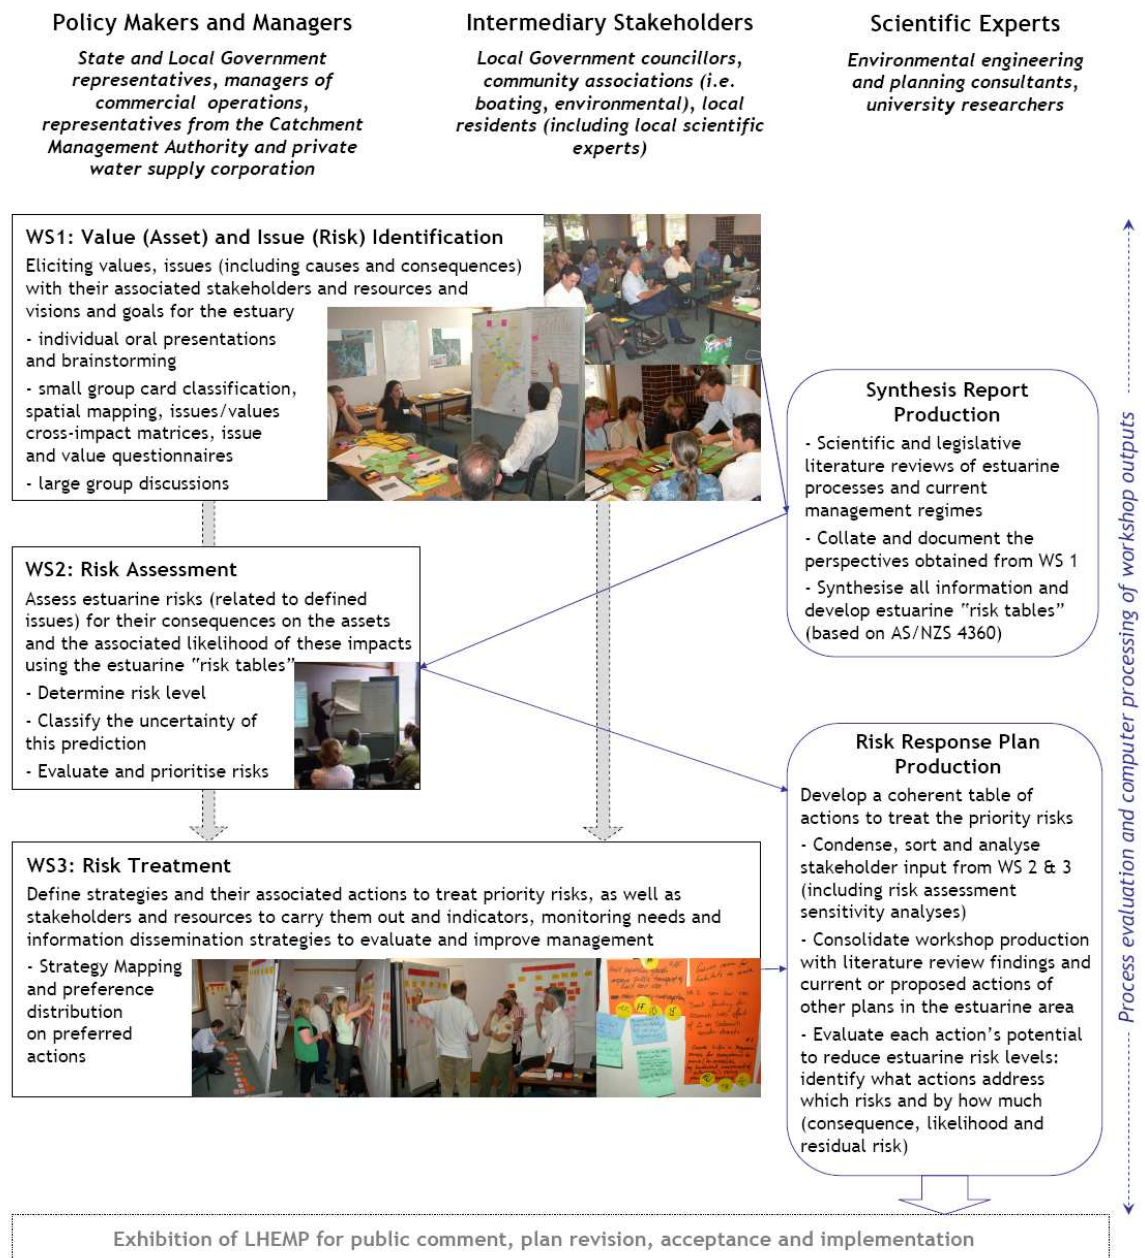 Policy Makers and Managers
State and Local Government
representatives, managers of
commercial operations,
representatives from the Catchment
Management Authority and private
water supply corporation
Intermediary Stakeholders
Local Government councillors,
community associations (i.e.
boating, environmental), local
residents (including local scientific
experts)
Scientific Experts
Environmental engineering
and planning consultants,
university researchers
WS1: Value (Asset) and Issue (Risk) Identification
Eliciting values, issues (including causes and consequences)
with their associated stakeholders and resources and
visions and goals for the estuary
- individual oral presentations
and brainstorming
- small group card classification,
spatial mapping, issues/values
cross-impact matrices, issue
and value questionnaires
- large group discussions
Synthesis Report
Production
- Scientific and legislative
literature reviews of estuarine
processes and current
management regimes
- Collate and document the
perspectives obtained from WS 1
- Synthesise all information and
develop estuarine "risk tables"
(based on AS/NZS 4360)
WS2: Risk Assessment
Assess estuarine risks (related to defined
issues) for their consequences on the assets
and the associated likelihood of these impacts
using the estuarine "risk tables"
- Determine risk level
- Classify the uncertainty of
this prediction
- Evaluate and prioritise risks
Risk Response Plan
Production
Develop a coherent table of
actions to treat the priority risks
- Condense, sort and analyse
stakeholder input from WS 2 & 3
(including risk assessment
sensitivity analyses)
- Consolidate workshop production
with literature review findings and
current or proposed actions of
other plans in the estuarine area
- Evaluate each action's potential
to reduce estuarine risk levels:
identify what actions address
which risks and by how much
(consequence, likelihood and
residual risk)
WS3: Risk Treatment
Define strategies and their associated actions to treat priority risks, as well as
stakeholders and resources to carry them out and indicators, monitoring needs and
information dissemination strategies to evaluate and improve management
- Strategy Mapping
and preference
distribution
on preferred
actions
Process evaluation and computer processing of workshop outputs
Exhibition of LHEMP for public comment, plan revision, acceptance and implementation